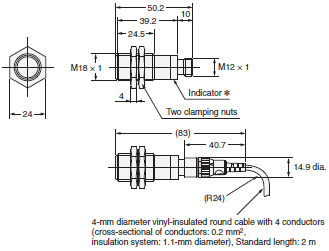 50.2
39.2
10
24.5
M18 × 1
M12 × 1
Indicator *
4
Two clamping nuts
24
(83)
40.7
14.9 dia.
(R24)
4-mm diameter vinyl-insulated round cable with 4 conductors
(cross-sectional of conductors: 0.2 mm²,
insulation system: 1.1-mm diameter), Standard length: 2 m